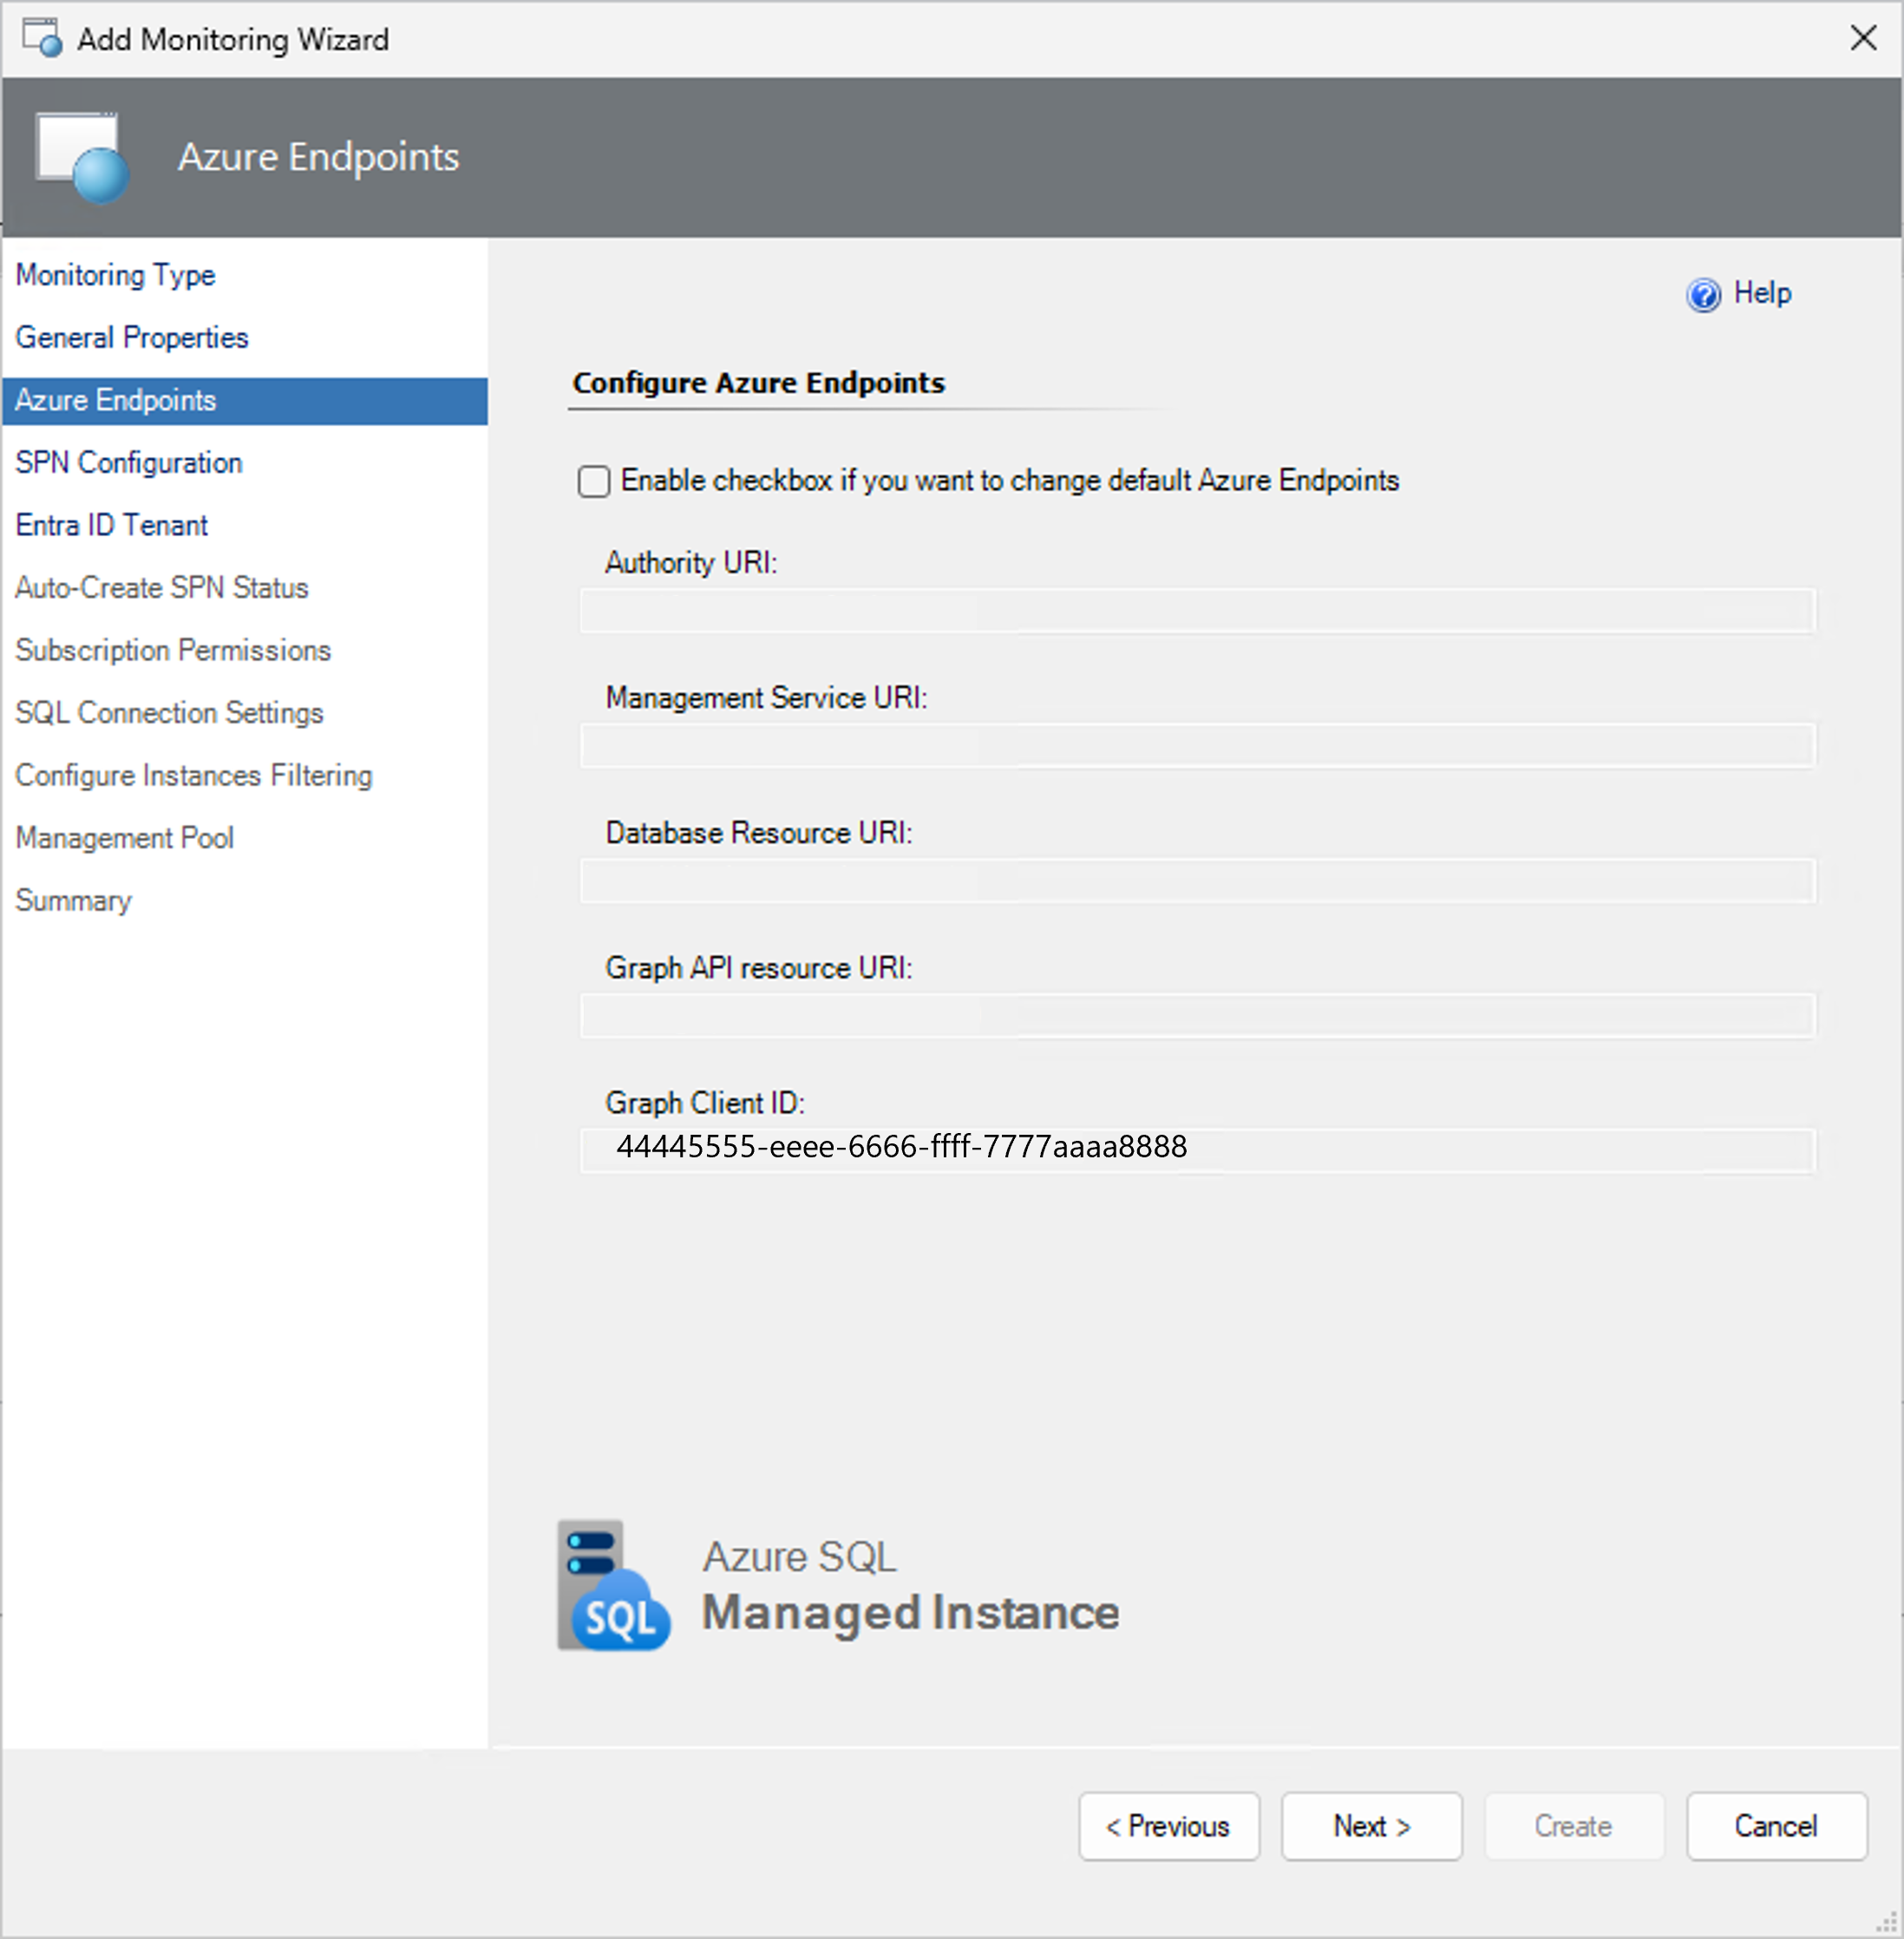 Add Monitoring Wizard
Azure Endpoints
Monitoring Type
General Properties
Azure Endpoints
SPN Configuration
Entra ID Tenant
Auto-Create SPN Status
Subscription Permissions
SQL Connection Settings
Configure Instances Filtering
Management Pool
Summary
Help
Configure Azure Endpoints
Enable checkbox if you want to change default Azure Endpoints
Authority URI:
Management Service URI:
Database Resource URI:
Graph API resource URI:
Graph Client ID:
44445555-eeee-6666-ffff-7777aaaa8888
SQL
Azure SQL
Managed Instance
< Previous
Next >
Create
Cancel